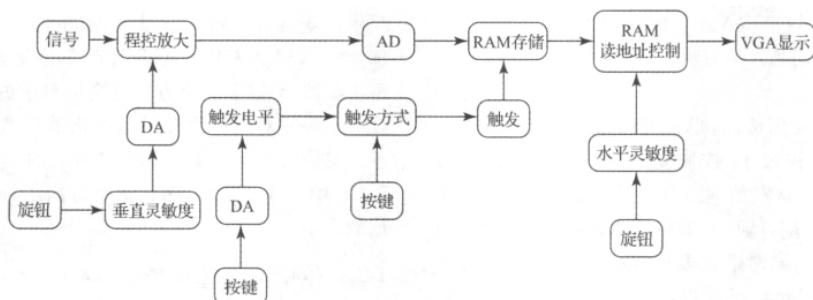 信号
程控放大
AD
RAM存储
RAM
读地址控制
VGA显示
DA
触发电平
触发方式
触发
水平灵敏度
旋钮
垂直灵敏度
DA
按键
旋钮
按键